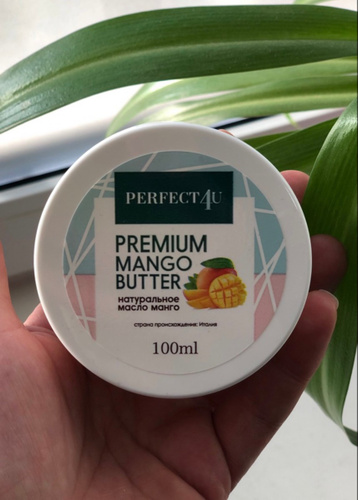 PERFECT4U
PREMIUM
MANGO
BUTTER
натуральное
масло манго
страна происхождения: Италия
100ml